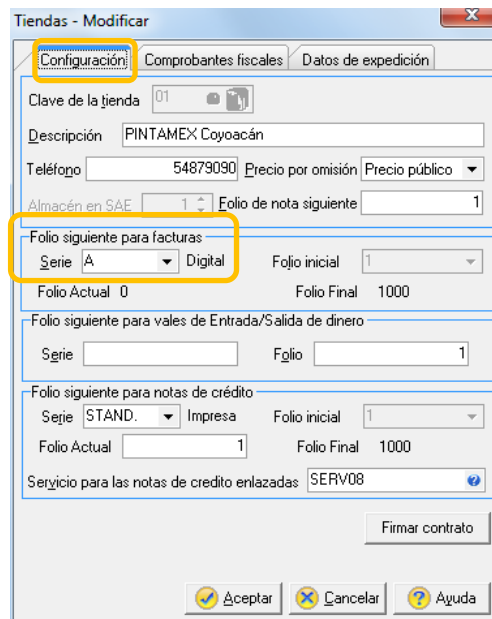 Tiendas - Modificar
Configuración Comprobantes fiscales Datos de expedición
Clave de la tienda 01
Descripción PINTAMEX Coyoacán
Teléfono 54879090 Precio por omisión Precio público
Almacén en SAE 1 Folio de nota siguiente 1
Folio siguiente para facturas
Serie A Digital Folio inicial 1
Folio Actual 0 Folio Final 1000
Folio siguiente para vales de Entrada/Salida de dinero
Serie Folio 1
Folio siguiente para notas de crédito
Serie STAND. Impresa Folio inicial 1
Folio Actual 1 Folio Final 1000
Servicio para las notas de credito enlazadas SERV08
Firmar contrato
Aceptar Cancelar Ayuda